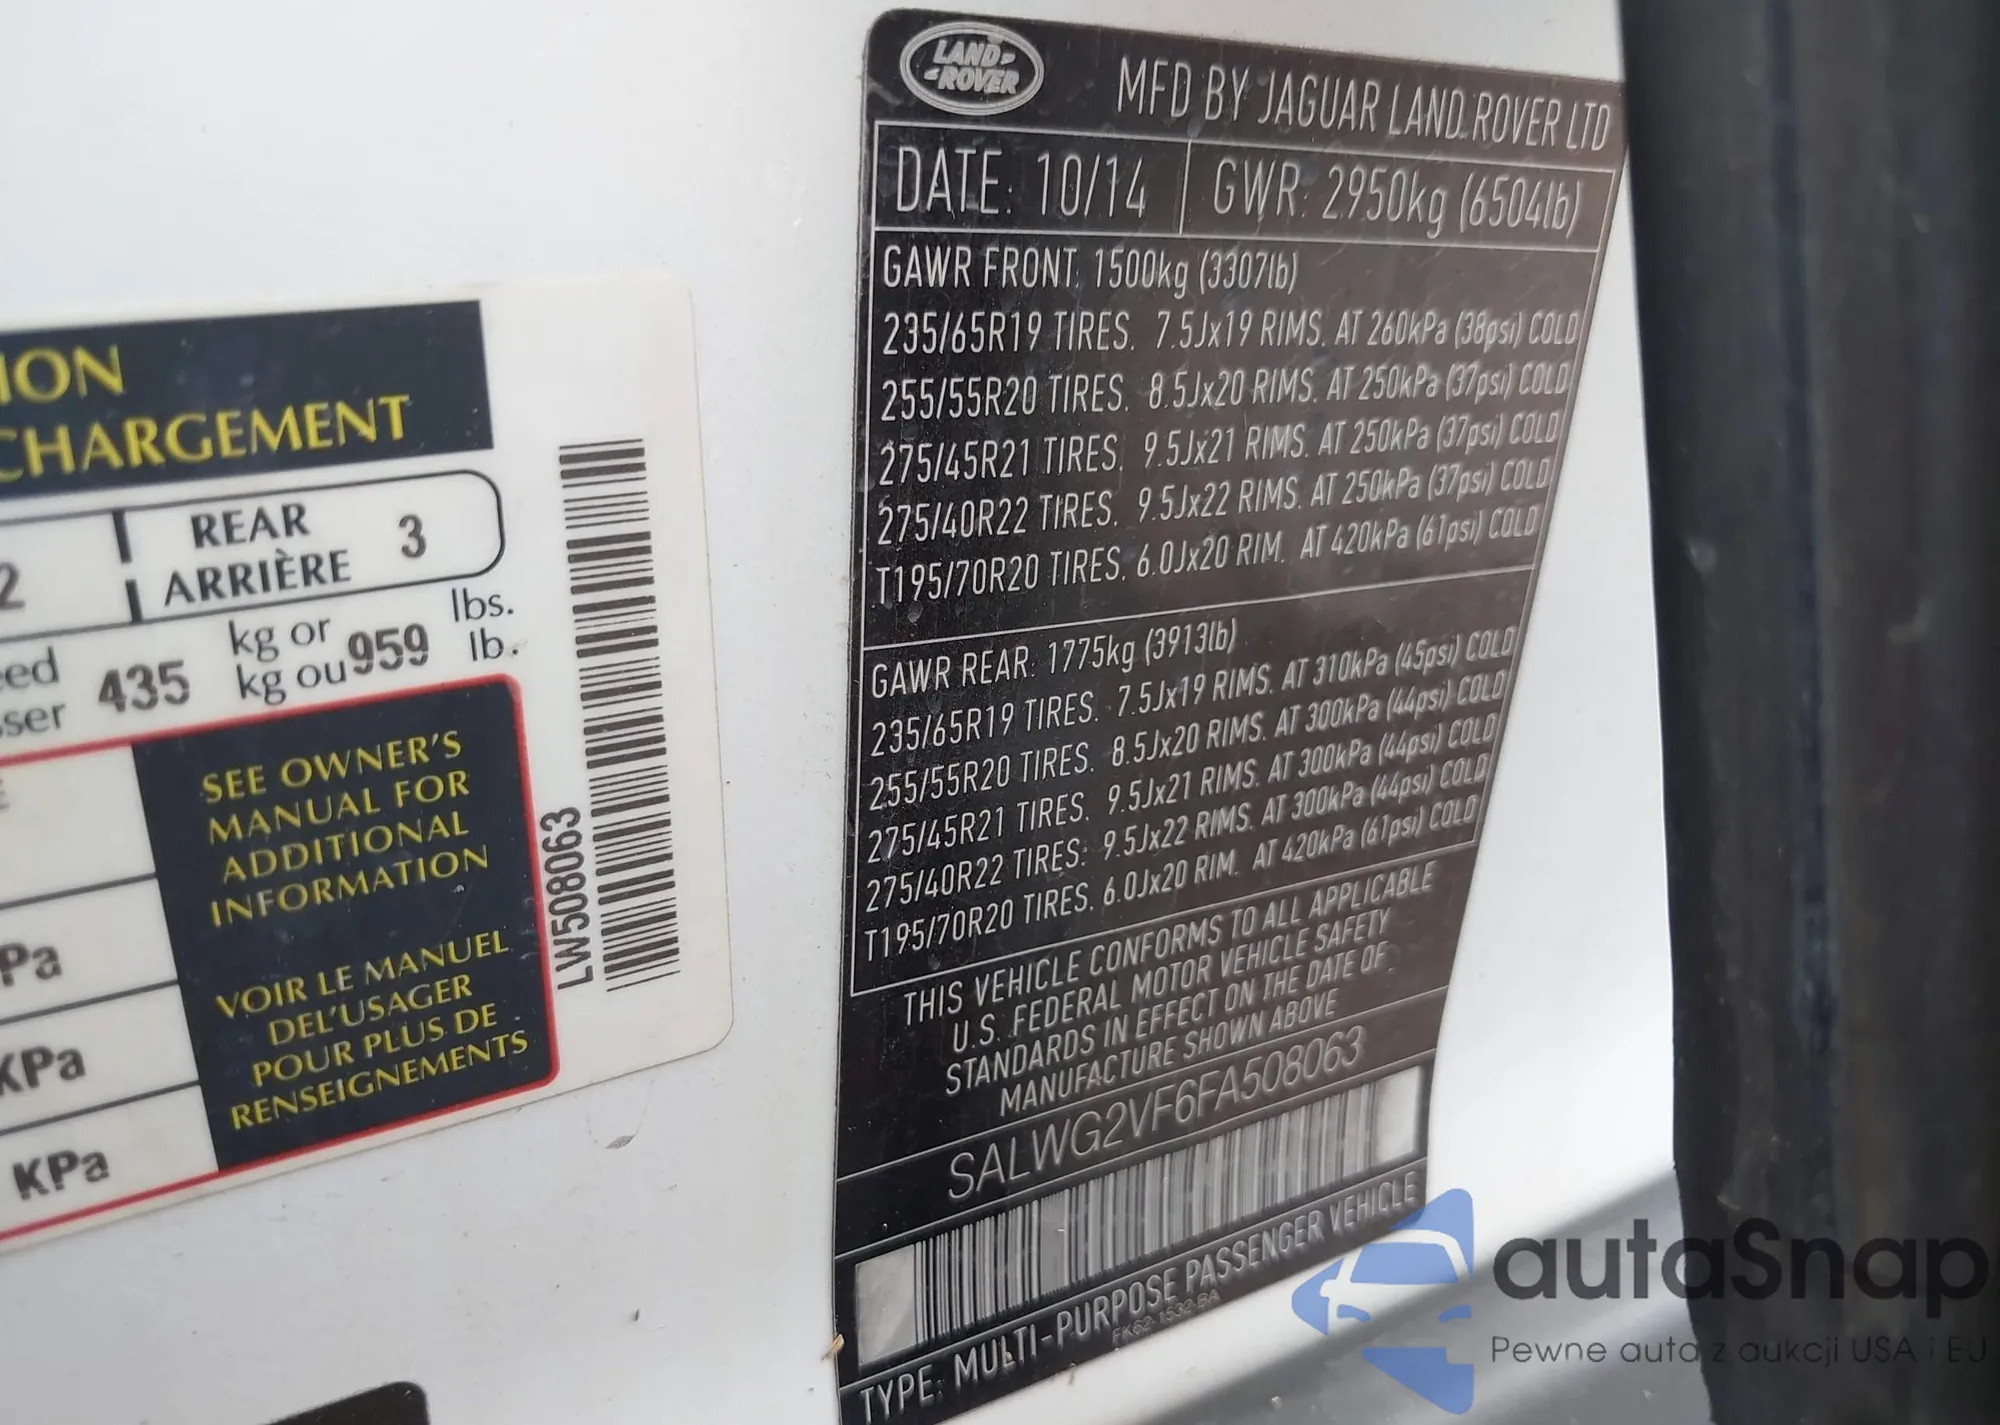 ION
CHARGEMENT
2
REAR
ARRIÈRE
3
435
kg or
kg ou
959
lbs.
lb.
SEE OWNER'S
MANUAL FOR
ADDITIONAL
INFORMATION
VOIR LE MANUEL
DEL'USAGER
POUR PLUS DE
RENSEIGNEMENTS
Pa
KPa
KPa
LW508063
LAND
ROVER
MFD BY JAGUAR LAND ROVER LTD
DATE: 10/14
GWR: 2950kg (6504lb)
GAWR FRONT: 1500kg (3307lb)
235/65R19 TIRES. 7.5Jx19 RIMS. AT 260kPa (38psi) COLD
255/55R20 TIRES. 8.5Jx20 RIMS. AT 250kPa (37psi) COLD
275/45R21 TIRES. 9.5Jx21 RIMS. AT 250kPa (37psi) COLD
275/40R22 TIRES. 9.5Jx22 RIMS. AT 250kPa (37psi) COLD
T195/70R20 TIRES. 6.0Jx20 RIM. AT 420kPa (61psi) COLD
GAWR REAR: 1775kg (3913lb)
235/65R19 TIRES. 7.5Jx19 RIMS. AT 310kPa (45psi) COLD
255/55R20 TIRES. 8.5Jx20 RIMS. AT 300kPa (44psi) COLD
275/45R21 TIRES. 9.5Jx21 RIMS. AT 300kPa (44psi) COLD
275/40R22 TIRES: 9.5Jx22 RIMS. AT 300kPa (44psi) COLD
T195/70R20 TIRES. 6.0Jx20 RIM. AT 420kPa (61psi) COLD
THIS VEHICLE CONFORMS TO ALL APPLICABLE
U.S. FEDERAL MOTOR VEHICLE SAFETY
STANDARDS IN EFFECT ON THE DATE OF
MANUFACTURE SHOWN ABOVE
SALWG2VF6FA508063
TYPE: MULTI-PURPOSE PASSENGER VEHICLE
FK62-1532-BA
autaSnap
Pewne auta z aukcji USA i EU